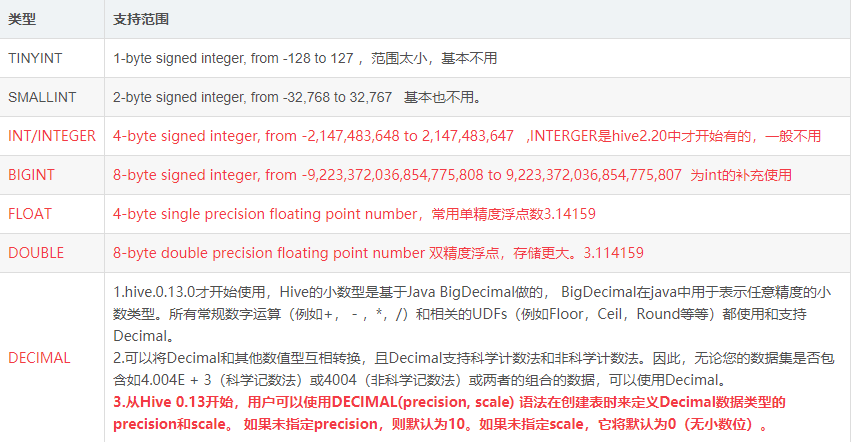 类型 支持范围
TINYINT 1-byte signed integer, from -128 to 127 ，范围太小，基本不用
SMALLINT 2-byte signed integer, from -32,768 to 32,767 基本也不用。
INT/INTEGER 4-byte signed integer, from -2,147,483,648 to 2,147,483,647 ,INTERGER是hive2.20中才开始有的，一般不用
BIGINT 8-byte signed integer, from -9,223,372,036,854,775,808 to 9,223,372,036,854,775,807 为int的补充使用
FLOAT 4-byte single precision floating point number，常用单精度浮点数3.14159
DOUBLE 8-byte double precision floating point number 双精度浮点，存储更大。3.114159
DECIMAL
1.hive.0.13.0才开始使用，Hive的小数型是基于Java BigDecimal做的， BigDecimal在java中用于表示任意精度的小
数类型。所有常规数字运算（例如+，-，*，/）和相关的UDFs（例如Floor，Ceil，Round等等）都使用和支持
Decimal。
2.可以将Decimal和其他数值型互相转换，且Decimal支持科学计数法和非科学计数法。因此，无论您的数据集是否包
含如4.004E + 3（科学记数法）或4004（非科学记数法）或两者的组合的数据，可以使用Decimal。
3.从Hive 0.13开始，用户可以使用DECIMAL(precision, scale) 语法在创建表时来定义Decimal数据类型的
precision和scale。 如果未指定precision，则默认为10。如果未指定scale，它将默认为0（无小数位）。